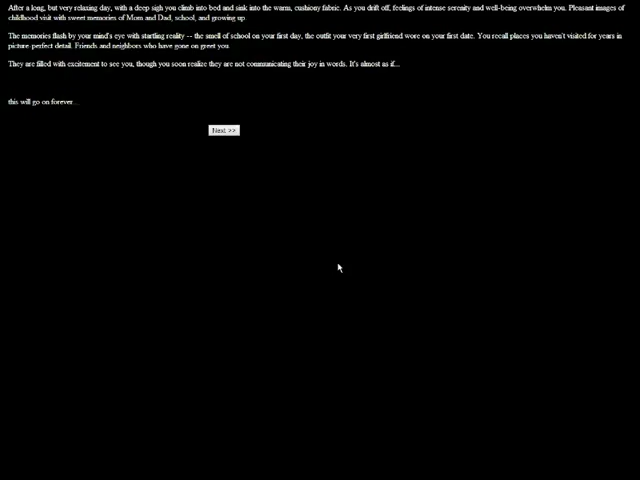 After a long, but very relaxing day, with a deep sigh you climb into bed and sink into the warm, cushiony fabric. As you drift off, feelings of intense serenity and well-being overwhelm you. Pleasant images of
childhood visit with sweet memories of Mom and Dad, school, and growing up.
The memories flash by your mind's eye with startling reality -- the smell of school on your first day, the outfit your very first girlfriend wore on your first date. You recall places you haven't visited for years in
picture perfect detail. Friends and neighbors who have gone on greet you.
They are filled with excitement to see you, though you soon realize they are not communicating their joy in words. It's almost as if...
this will go on forever...
Next >>